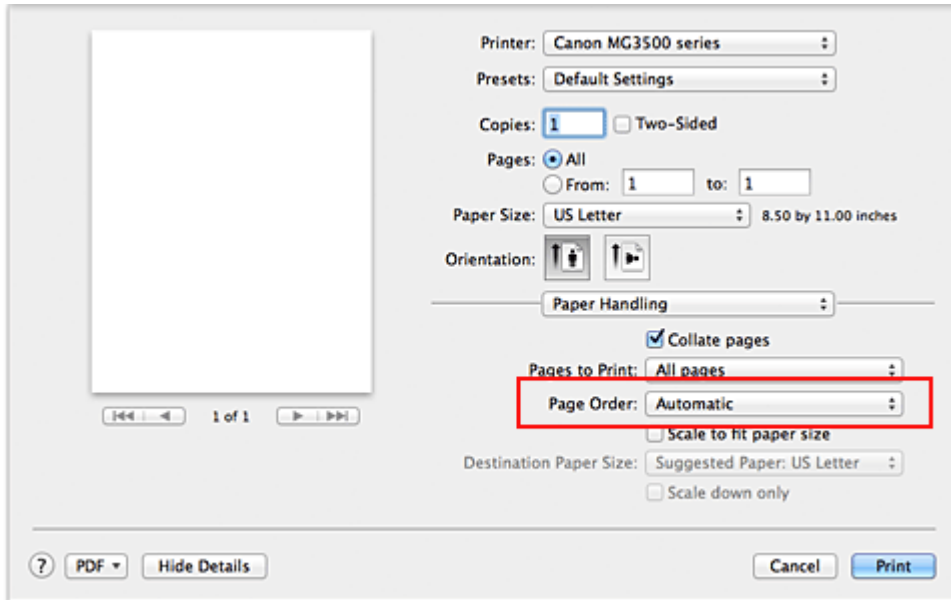 Printer: Canon MG3500 series
Presets: Default Settings
Copies: 1 Two-Sided
Pages: All
From: 1 to: 1
Paper Size: US Letter 8.50 by 11.00 inches
Orientation:
Paper Handling
Collate pages
Pages to Print: All pages
Page Order: Automatic
Scale to fit paper size
Destination Paper Size: Suggested Paper: US Letter
Scale down only
1 of 1
? PDF Hide Details Cancel Print